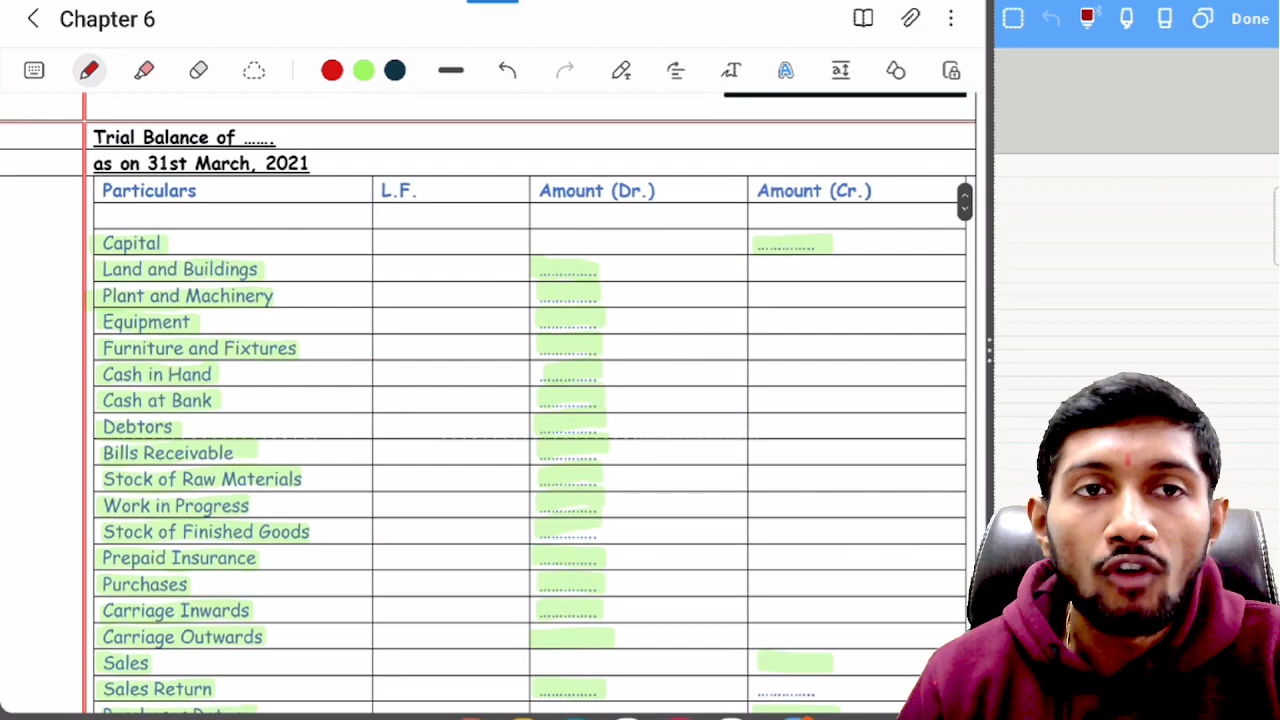 Chapter 6
Done
Trial Balance of .......
as on 31st March, 2021
Particulars L.F. Amount (Dr.) Amount (Cr.)
Capital ..............
Land and Buildings ..............
Plant and Machinery ..............
Equipment ..............
Furniture and Fixtures ..............
Cash in Hand ..............
Cash at Bank ..............
Debtors ..............
Bills Receivable ..............
Stock of Raw Materials ..............
Work in Progress ..............
Stock of Finished Goods ..............
Prepaid Insurance ..............
Purchases ..............
Carriage Inwards ..............
Carriage Outwards
Sales
Sales Return .............. ..............